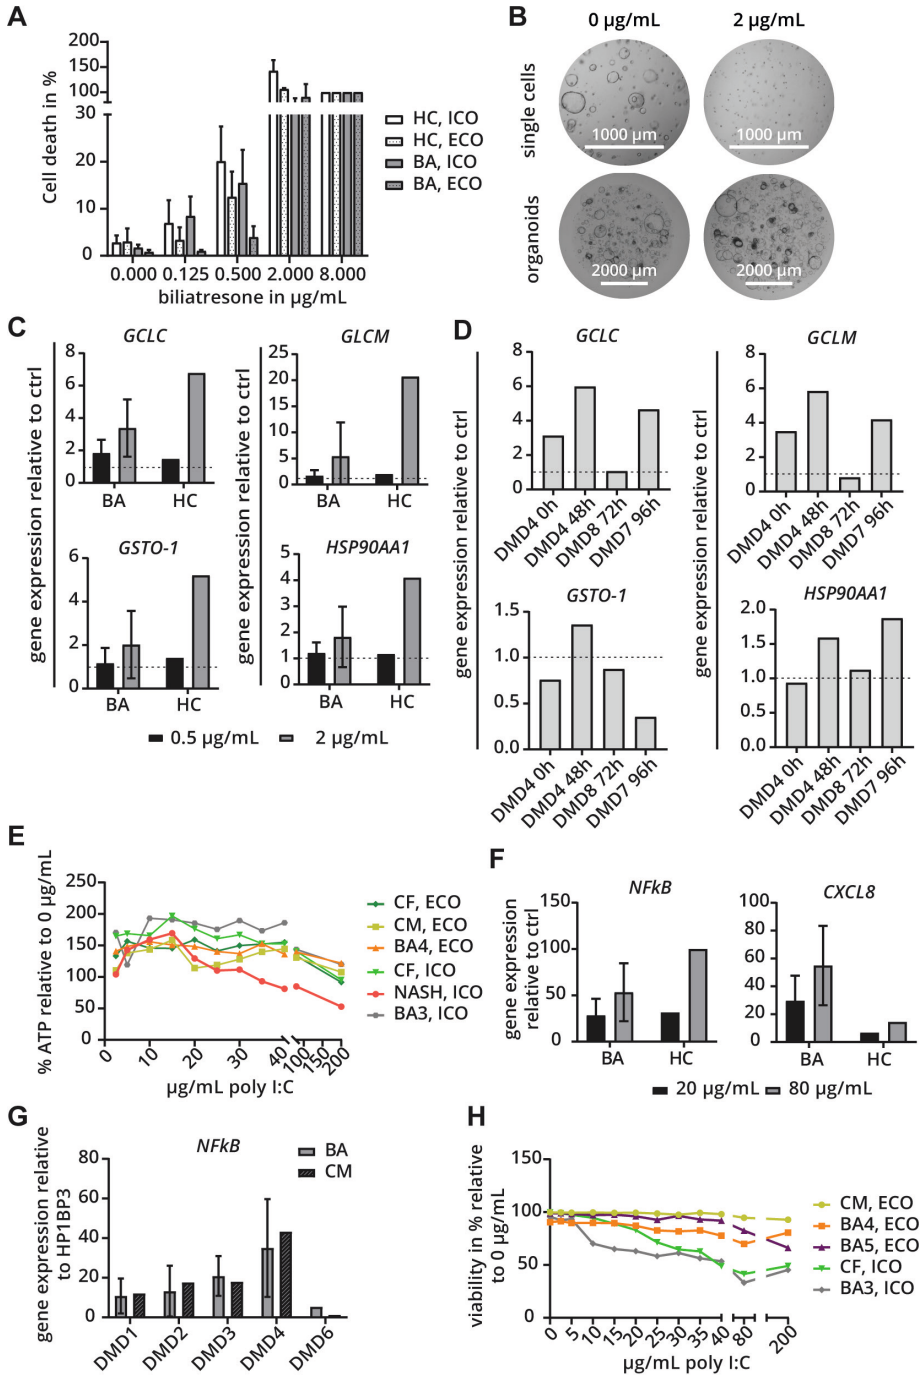 A
Cell death in %
150
125
100
75
30
20
10
0
0.000 0.125 0.500 2.000 8.000
biliatresone in µg/mL
HC, ICO
HC, ECO
BA, ICO
BA, ECO
B
0 µg/mL 2 µg/mL
single cells
1000 µm 1000 µm
organoids
2000 µm 2000 µm
C
gene expression relative to ctrl
GCLC
8
6
4
2
0
BA HC
GLCM
25
20
15
10
5
0
BA HC
gene expression relative to ctrl
GSTO-1
6
4
2
0
BA HC
HSP90AA1
5
4
3
2
1
0
BA HC
0.5 µg/mL 2 µg/mL
D
gene expression relative to ctrl
GCLC
8
6
4
2
0
DMD4 0h DMD4 48h DMD8 72h DMD7 96h
gene expression relative to ctrl
GCLM
8
6
4
2
0
DMD4 0h DMD4 48h DMD8 72h DMD7 96h
GSTO-1
1.5
1.0
0.5
0.0
DMD4 0h DMD4 48h DMD8 72h DMD7 96h
HSP90AA1
2.0
1.5
1.0
0.5
0.0
DMD4 0h DMD4 48h DMD8 72h DMD7 96h
E
% ATP relative to 0 µg/mL
250
200
150
100
50
0
0 10 20 30 40 100 150 200
µg/mL poly I:C
CF, ECO
CM, ECO
BA4, ECO
CF, ICO
NASH, ICO
BA3, ICO
F
gene expression
relative to ctrl
NFkB
150
100
50
0
BA HC
CXCL8
100
80
60
40
20
0
BA HC
20 µg/mL 80 µg/mL
G
gene expression relative
to HP1BP3
NFkB
80
60
40
20
0
DMD1 DMD2 DMD3 DMD4 DMD6
BA
CM
H
viability in % relative
to 0 µg/mL
150
100
50
0
0 5 10 15 20 25 30 35 40 80 200
µg/mL poly I:C
CM, ECO
BA4, ECO
BA5, ECO
CF, ICO
BA3, ICO